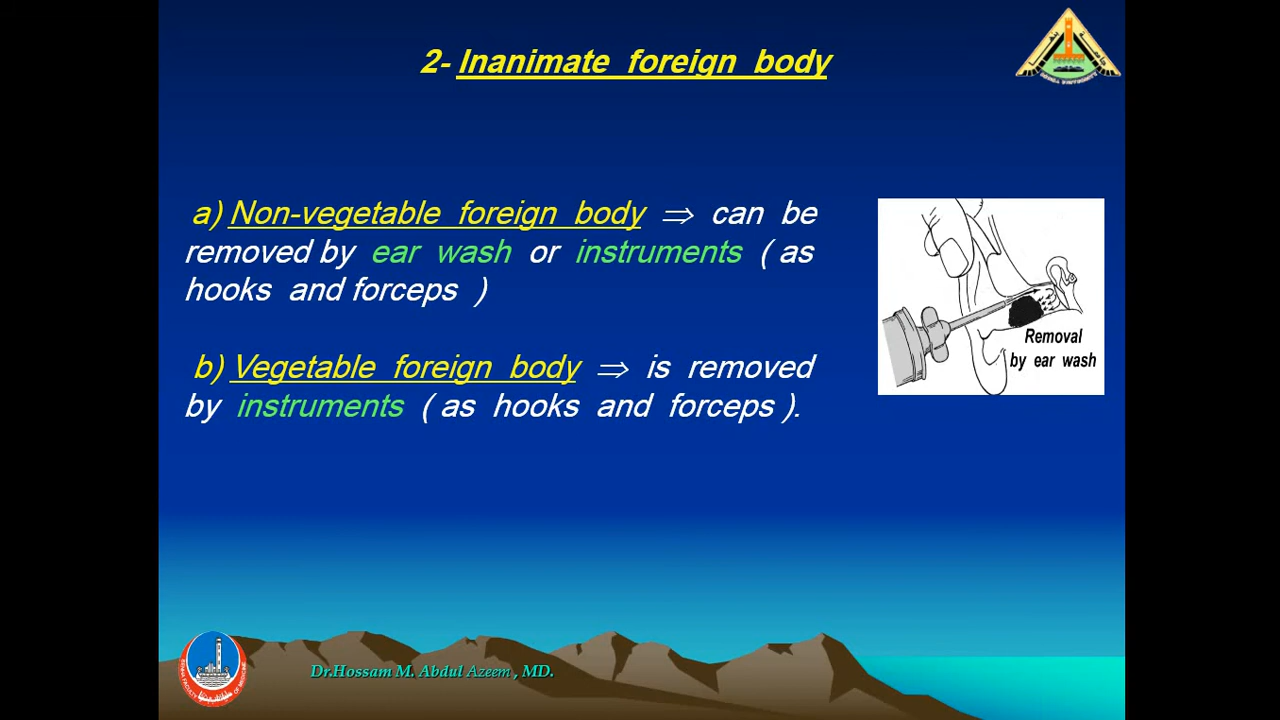 2- Inanimate foreign body
a) Non-vegetable foreign body ⇒ can be
removed by ear wash or instruments ( as
hooks and forceps )
b) Vegetable foreign body ⇒ is removed
by instruments ( as hooks and forceps ).
Removal
by ear wash
Dr.Hossam M. Abdul Azeem , MD.